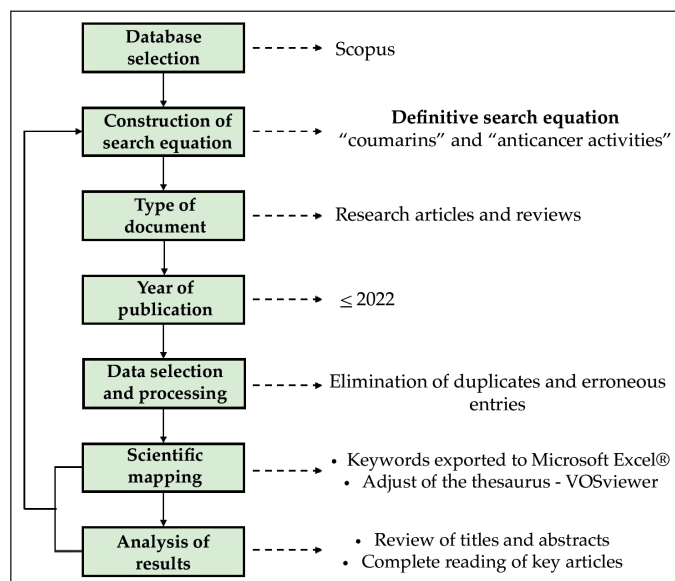 Database
selection
Scopus
Construction of
search equation
Definitive search equation
“coumarins” and “anticancer activities”
Type of
document
Research articles and reviews
Year of
publication
≤ 2022
Data selection
and processing
Elimination of duplicates and erroneous
entries
Scientific
mapping
• Keywords exported to Microsoft Excel®
• Adjust of the thesaurus - VOSviewer
Analysis of
results
• Review of titles and abstracts
• Complete reading of key articles